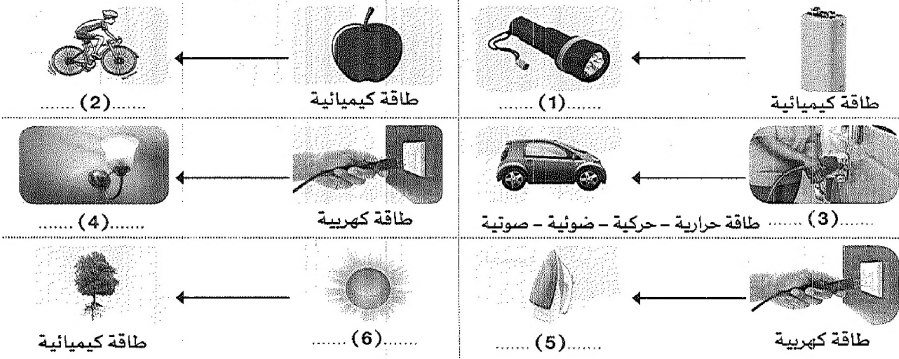 طاقة كيميائية
.......(1).......
طاقة كيميائية
.......(2).......
.......(3).......
طاقة حرارية – حركية – ضوئية – صوتية
طاقة كهربية
.......(4).......
طاقة كهربية
.......(5).......
.......(6).......
طاقة كيميائية